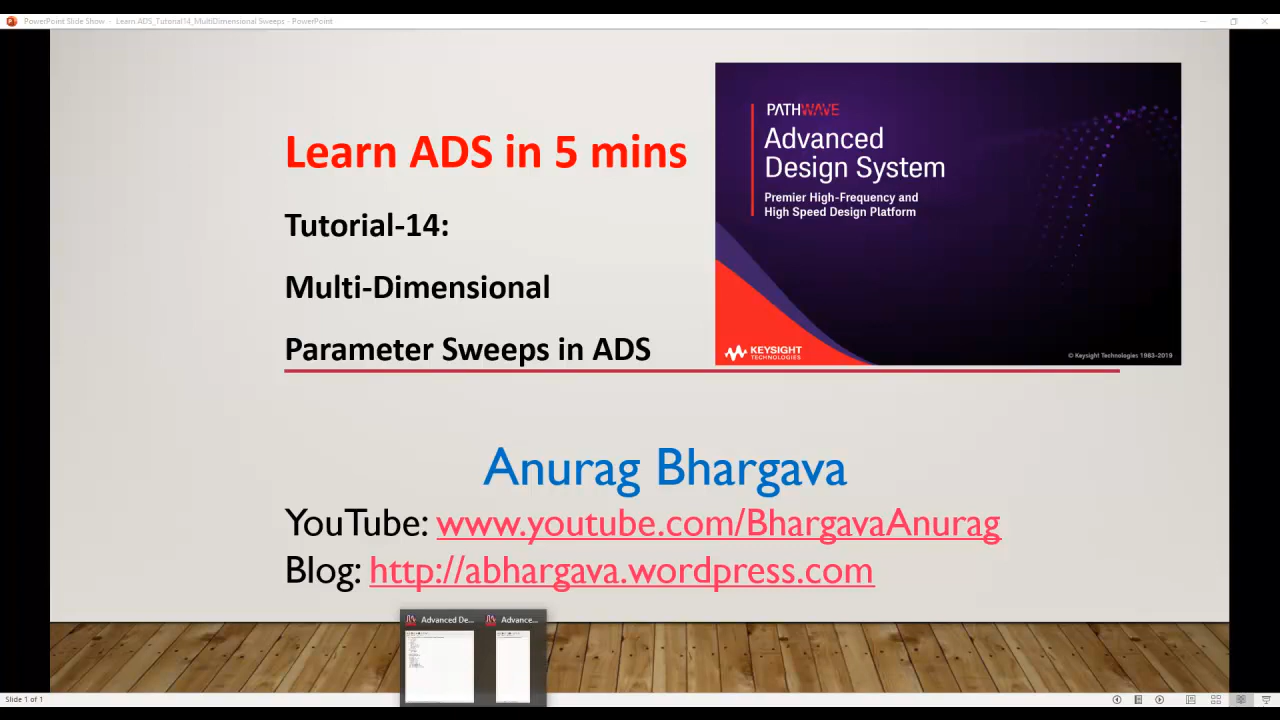 PowerPoint Slide Show - Learn ADS_Tutorial14_MultiDimensional Sweeps - PowerPoint
Learn ADS in 5 mins
Tutorial-14:
Multi-Dimensional
Parameter Sweeps in ADS
PATHWAVE
Advanced
Design System
Premier High-Frequency and
High Speed Design Platform
KEYSIGHT
TECHNOLOGIES
© Keysight Technologies 1983-2019
Anurag Bhargava
YouTube: www.youtube.com/BhargavaAnurag
Blog: http://abhargava.wordpress.com
Advanced De...
Advance...
Slide 1 of 1